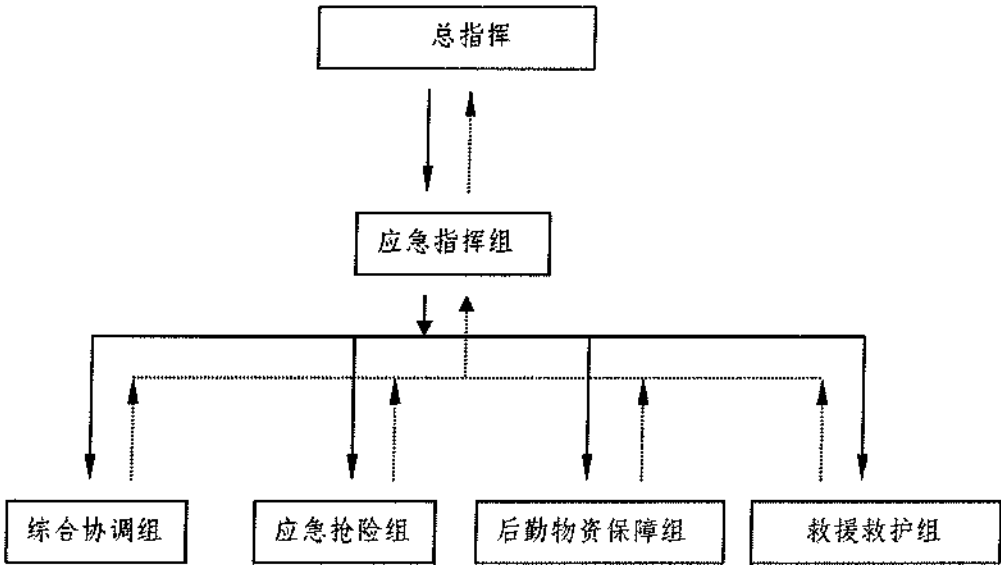 总指挥
应急指挥组
综合协调组
应急抢险组
后勤物资保障组
救援救护组